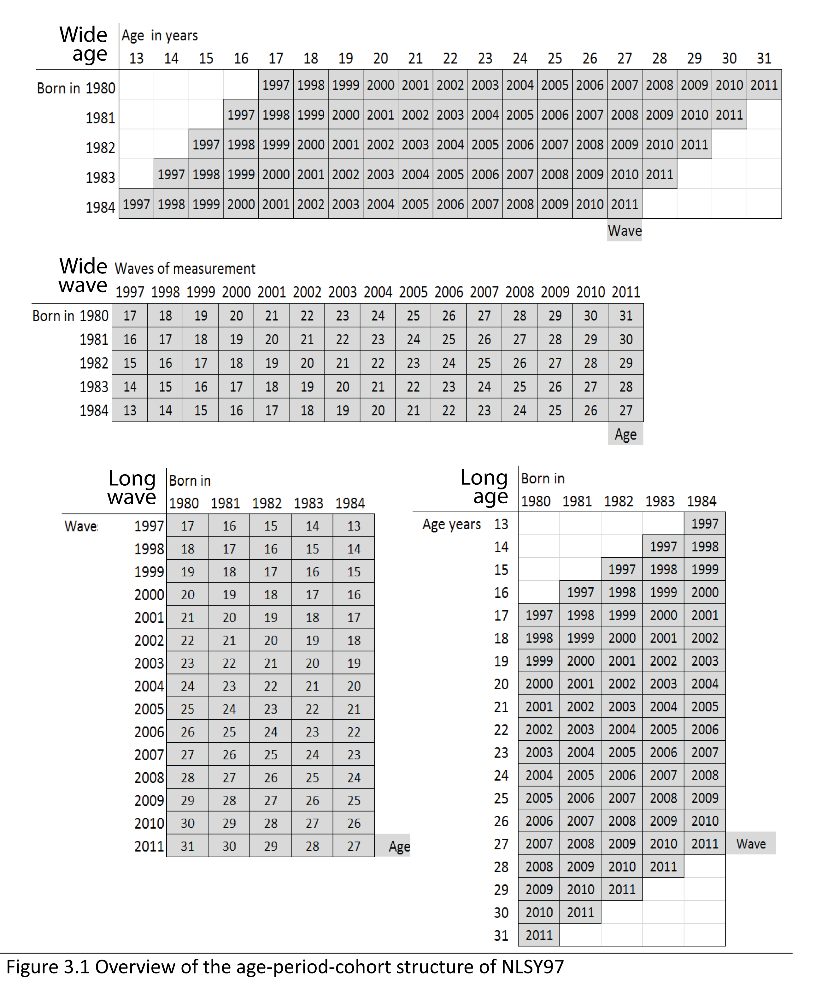 Wide age
Age in years
13 14 15 16 17 18 19 20 21 22 23 24 25 26 27 28 29 30 31
Born in 1980 1997 1998 1999 2000 2001 2002 2003 2004 2005 2006 2007 2008 2009 2010 2011
1981 1997 1998 1999 2000 2001 2002 2003 2004 2005 2006 2007 2008 2009 2010 2011
1982 1997 1998 1999 2000 2001 2002 2003 2004 2005 2006 2007 2008 2009 2010 2011
1983 1997 1998 1999 2000 2001 2002 2003 2004 2005 2006 2007 2008 2009 2010 2011
1984 1997 1998 1999 2000 2001 2002 2003 2004 2005 2006 2007 2008 2009 2010 2011
Wave
Wide wave
Waves of measurement
1997 1998 1999 2000 2001 2002 2003 2004 2005 2006 2007 2008 2009 2010 2011
Born in 1980 17 18 19 20 21 22 23 24 25 26 27 28 29 30 31
1981 16 17 18 19 20 21 22 23 24 25 26 27 28 29 30
1982 15 16 17 18 19 20 21 22 23 24 25 26 27 28 29
1983 14 15 16 17 18 19 20 21 22 23 24 25 26 27 28
1984 13 14 15 16 17 18 19 20 21 22 23 24 25 26 27
Age
Long wave
Born in
1980 1981 1982 1983 1984
Waves 1997 17 16 15 14 13
1998 18 17 16 15 14
1999 19 18 17 16 15
2000 20 19 18 17 16
2001 21 20 19 18 17
2002 22 21 20 19 18
2003 23 22 21 20 19
2004 24 23 22 21 20
2005 25 24 23 22 21
2006 26 25 24 23 22
2007 27 26 25 24 23
2008 28 27 26 25 24
2009 29 28 27 26 25
2010 30 29 28 27 26
2011 31 30 29 28 27 Age
Long age
Born in
1980 1981 1982 1983 1984
Age years 13 1997
14 1997 1998
15 1997 1998 1999
16 1997 1998 1999 2000
17 1997 1998 1999 2000 2001
18 1998 1999 2000 2001 2002
19 1999 2000 2001 2002 2003
20 2000 2001 2002 2003 2004
21 2001 2002 2003 2004 2005
22 2002 2003 2004 2005 2006
23 2003 2004 2005 2006 2007
24 2004 2005 2006 2007 2008
25 2005 2006 2007 2008 2009
26 2006 2007 2008 2009 2010
27 2007 2008 2009 2010 2011 Wave
28 2008 2009 2010 2011
29 2009 2010 2011
30 2010 2011
31 2011
Figure 3.1 Overview of the age-period-cohort structure of NLSY97